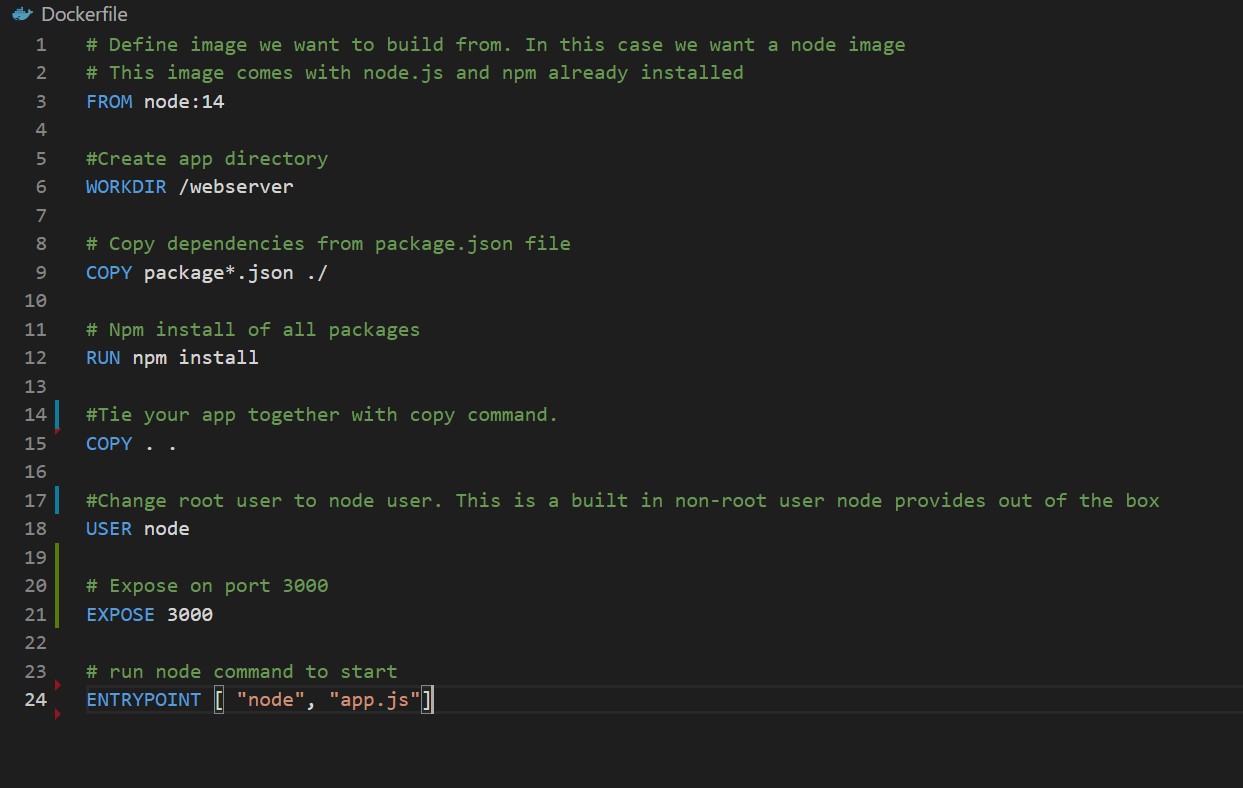 Dockerfile
1 # Define image we want to build from. In this case we want a node image
2 # This image comes with node.js and npm already installed
3 FROM node:14
4
5 #Create app directory
6 WORKDIR /webserver
7
8 # Copy dependencies from package.json file
9 COPY package*.json ./
10
11 # Npm install of all packages
12 RUN npm install
13
14 #Tie your app together with copy command.
15 COPY . .
16
17 #Change root user to node user. This is a built in non-root user node provides out of the box
18 USER node
19
20 # Expose on port 3000
21 EXPOSE 3000
22
23 # run node command to start
24 ENTRYPOINT [ "node", "app.js"]